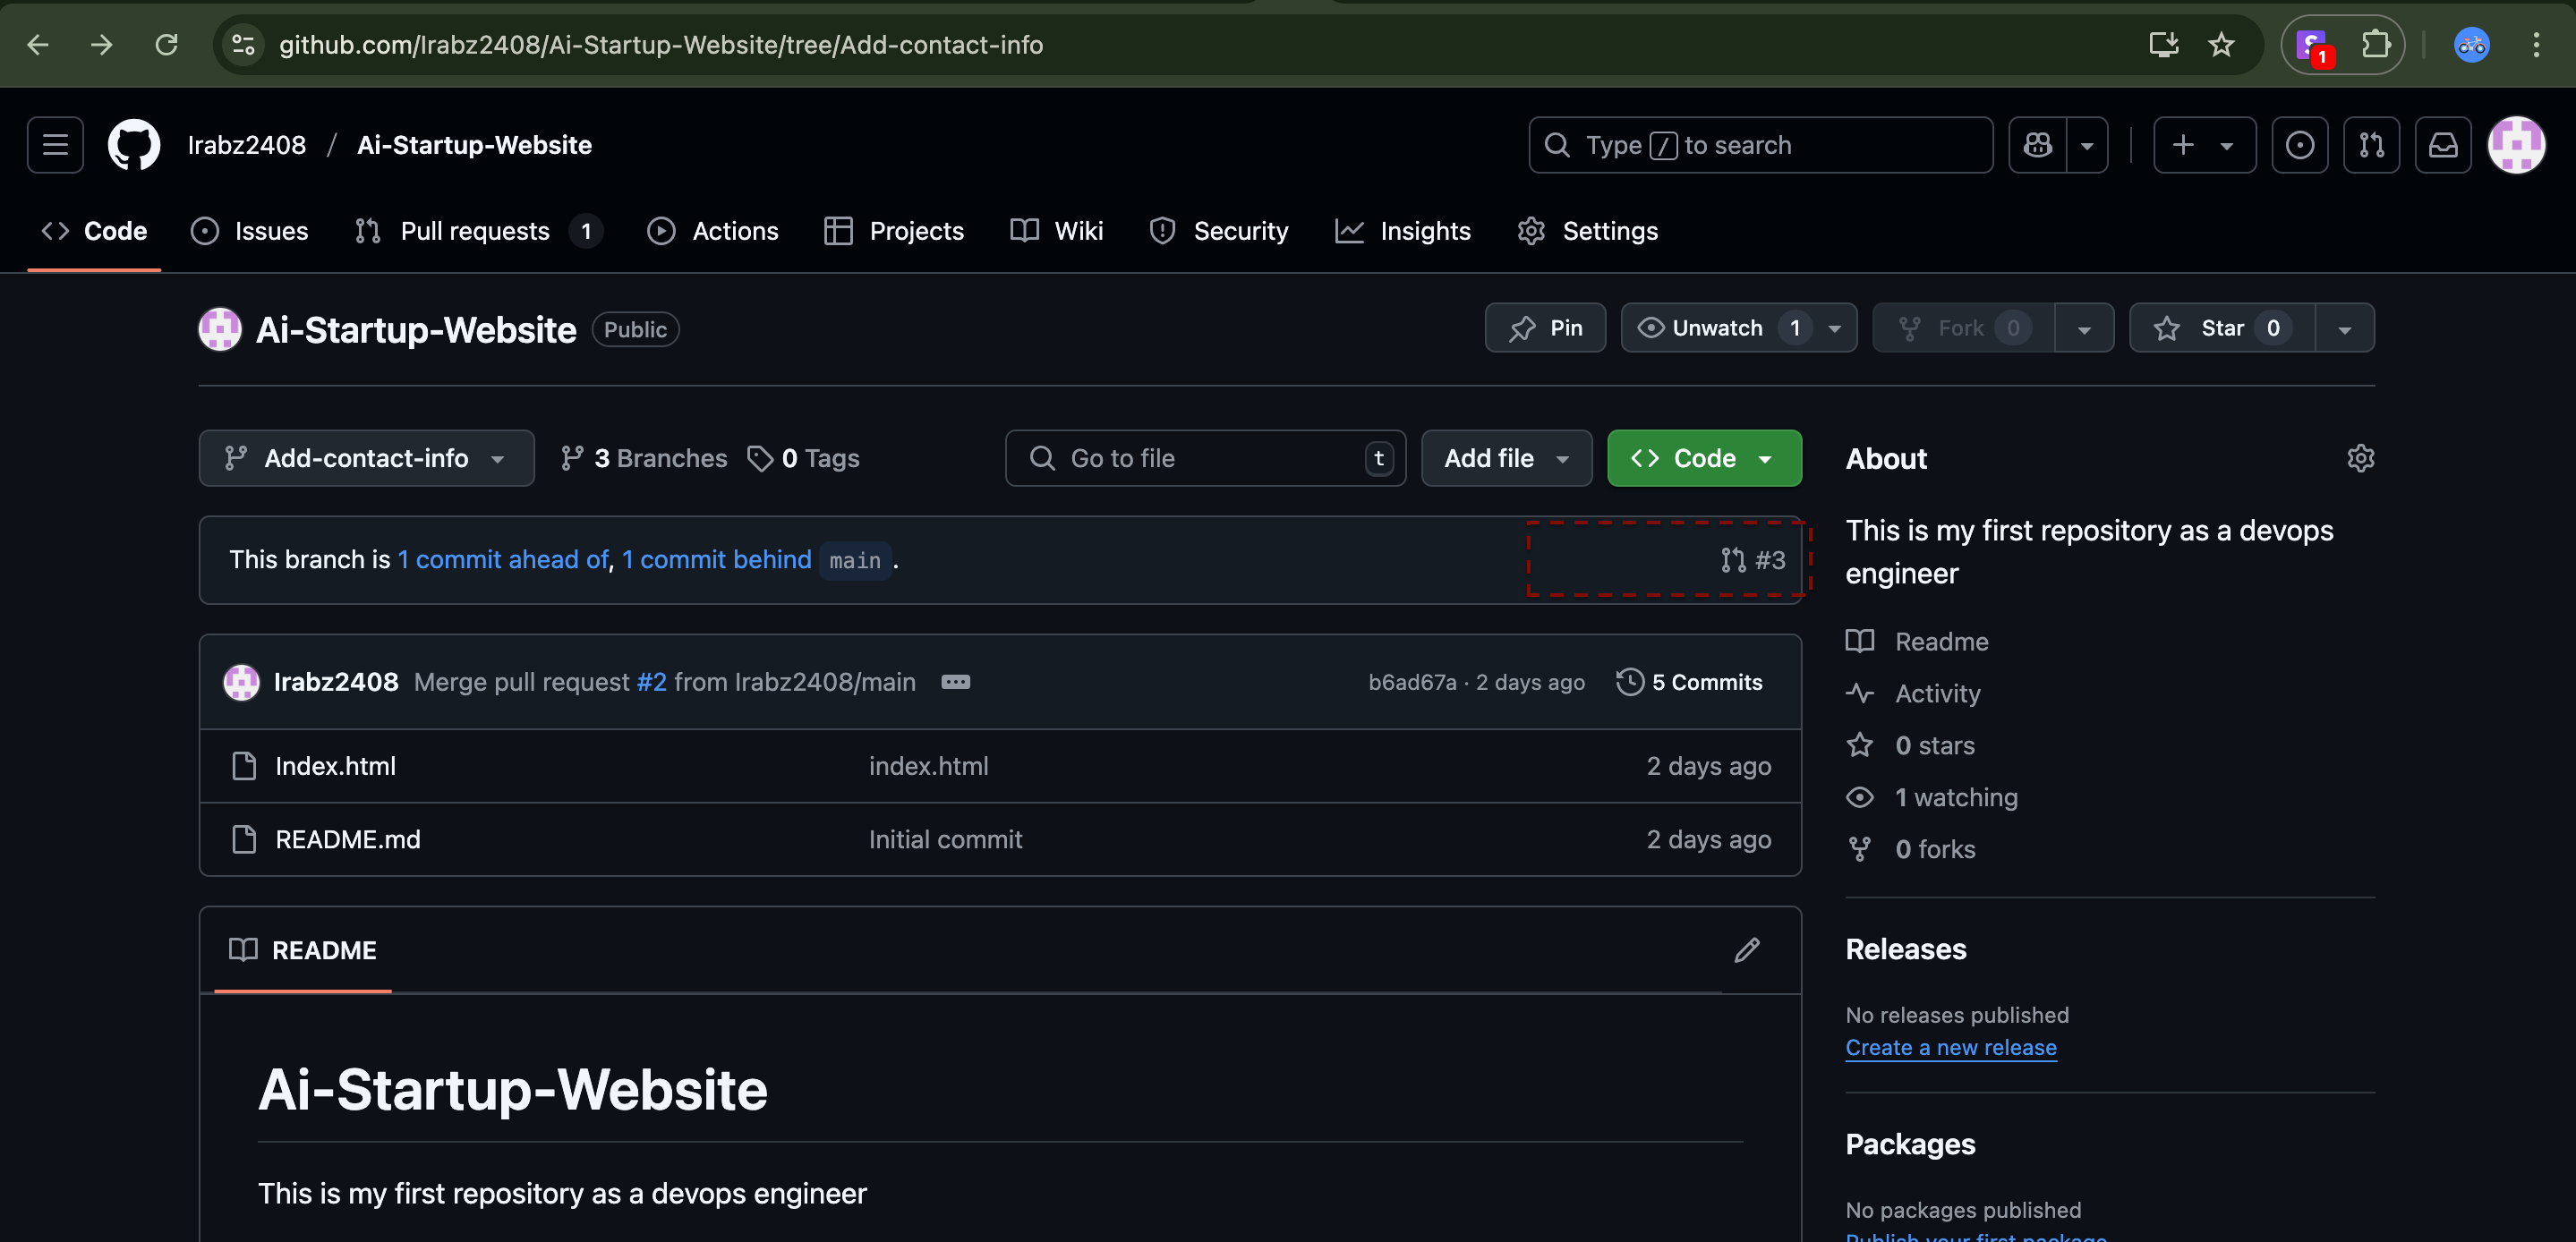 github.com/Irabz2408/Ai-Startup-Website/tree/Add-contact-info
S 1
Irabz2408 / Ai-Startup-Website
Type / to search
Code Issues Pull requests 1 Actions Projects Wiki Security Insights Settings
Ai-Startup-Website Public
Pin Unwatch 1 Fork 0 Star 0
Add-contact-info 3 Branches 0 Tags
Go to file t
Add file Code
This branch is 1 commit ahead of, 1 commit behind main .
#3
Irabz2408 Merge pull request #2 from Irabz2408/main
b6ad67a · 2 days ago 5 Commits
Index.html index.html 2 days ago
README.md Initial commit 2 days ago
README
Ai-Startup-Website
This is my first repository as a devops engineer
About
This is my first repository as a devops
engineer
Readme
Activity
0 stars
1 watching
0 forks
Releases
No releases published
Create a new release
Packages
No packages published
Publish your first package